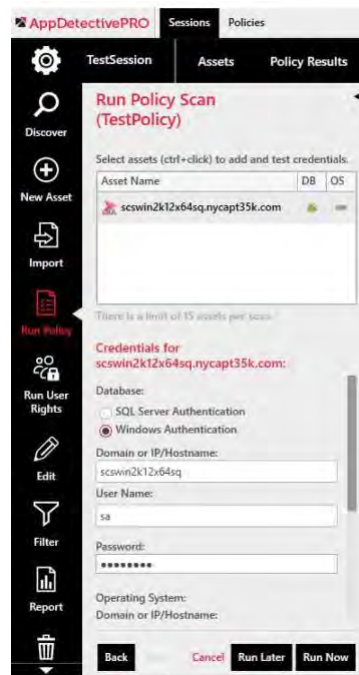 AppDetectivePRO Sessions Policies
TestSession Assets Policy Results
Discover
New Asset
Import
Run Policy
Run User
Rights
Edit
Filter
Report
Run Policy Scan
(TestPolicy)
Select assets (ctrl+click) to add and test credentials.
Asset Name DB OS
scswin2k12x64sq.nycapt35k.com
There is a limit of 15 assets per scan.
Credentials for
scswin2k12x64sq.nycapt35k.com:
Database:
SQL Server Authentication
Windows Authentication
Domain or IP/Hostname:
scswin2k12x64sq
User Name:
sa
Password:
••••••••
Operating System:
Domain or IP/Hostname:
Back Cancel Run Later Run Now